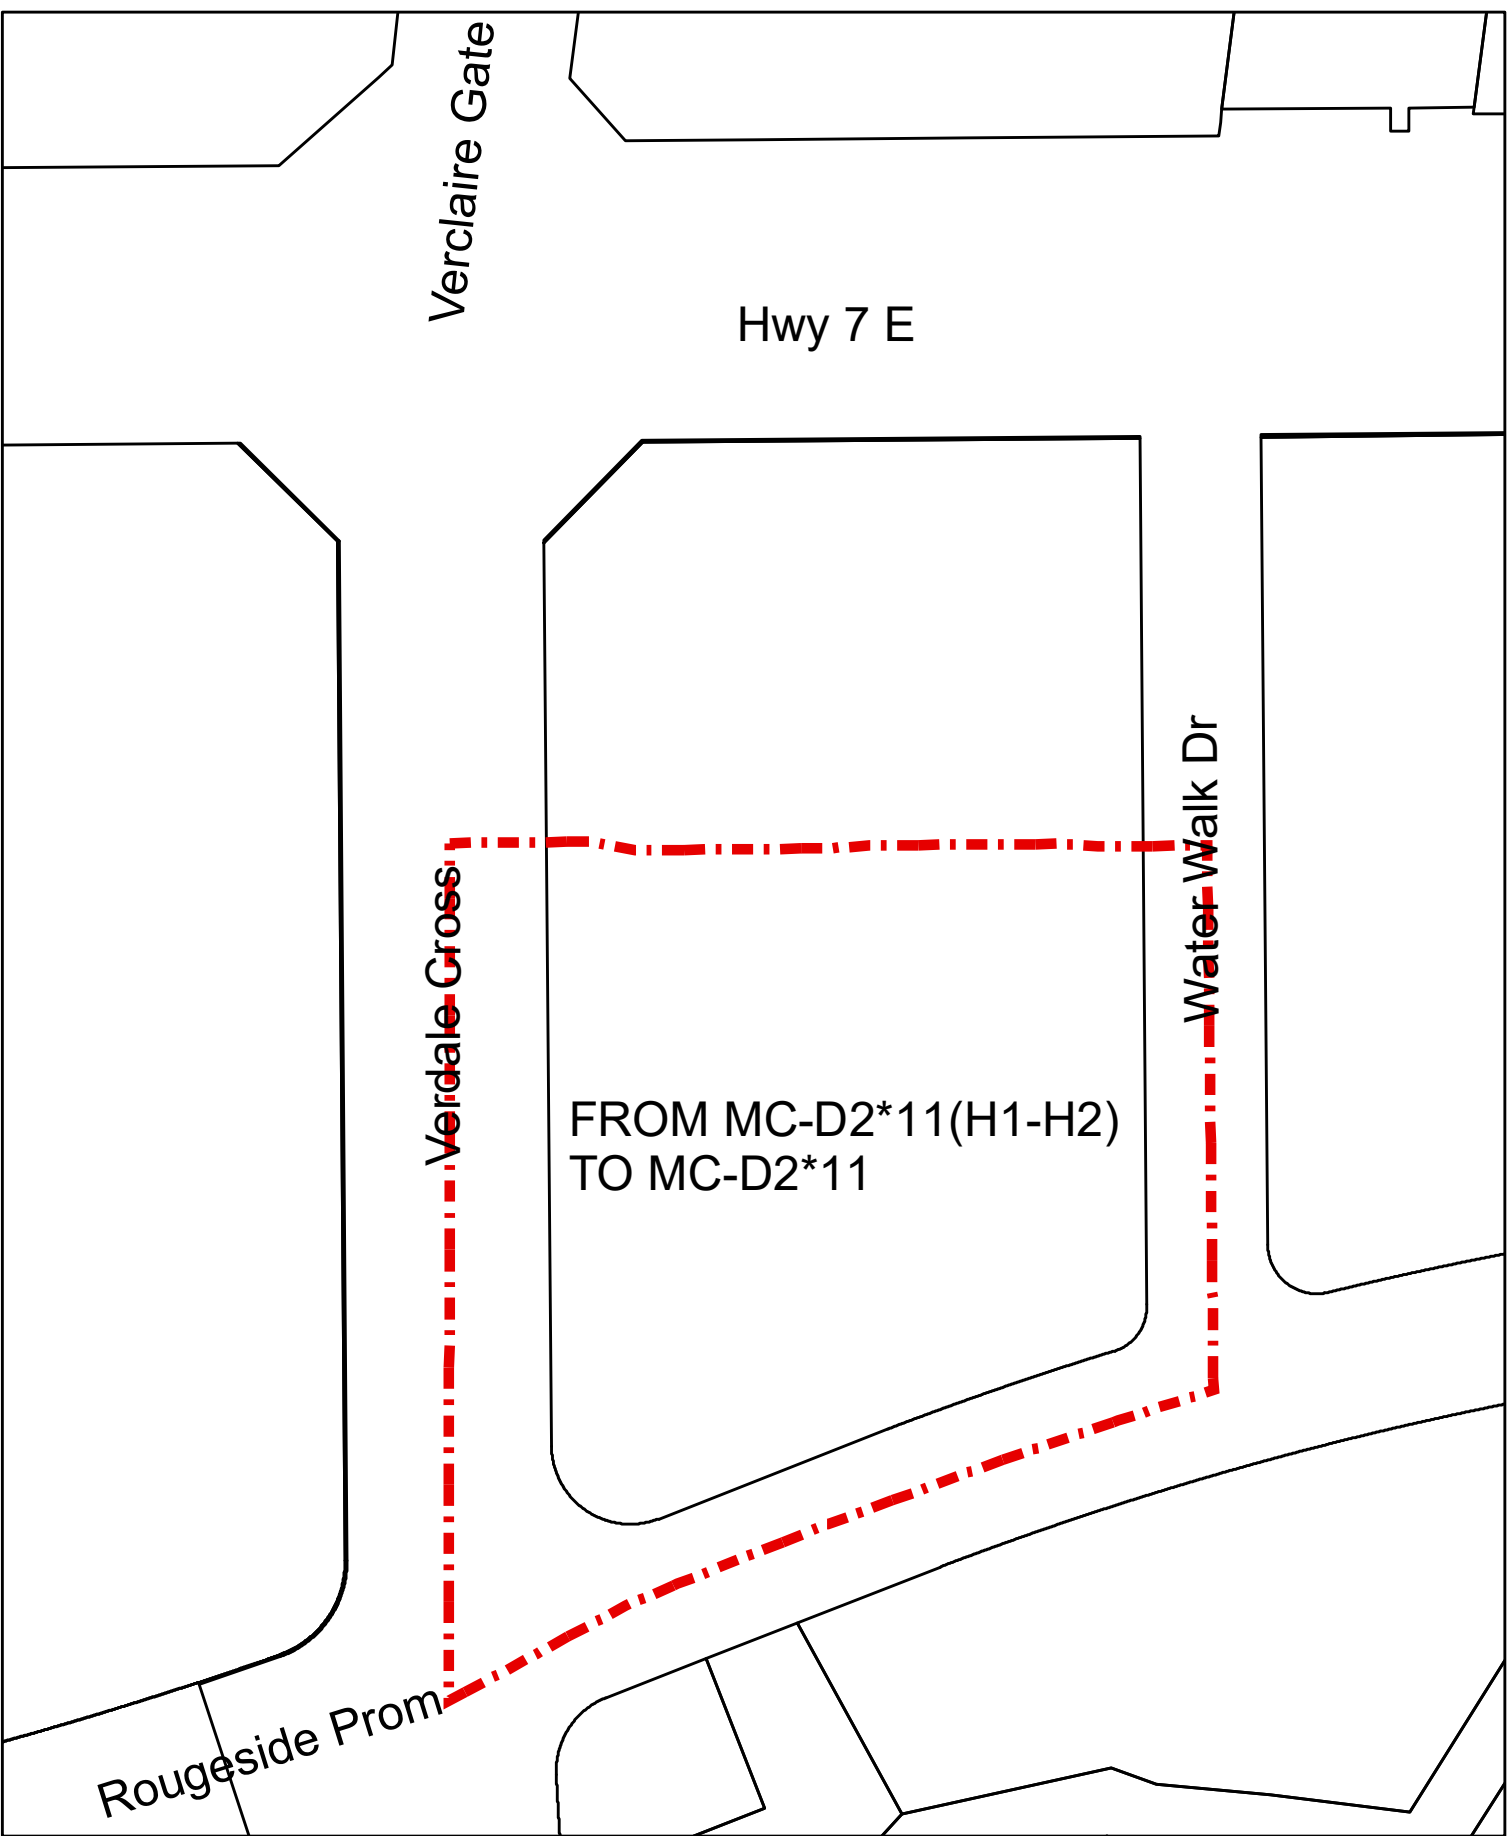 Verclaire Gate
Hwy 7 E
Water Walk Dr
Verdale Cross
FROM MC-D2*11(H1-H2)
TO MC-D2*11
Rougeside Prom